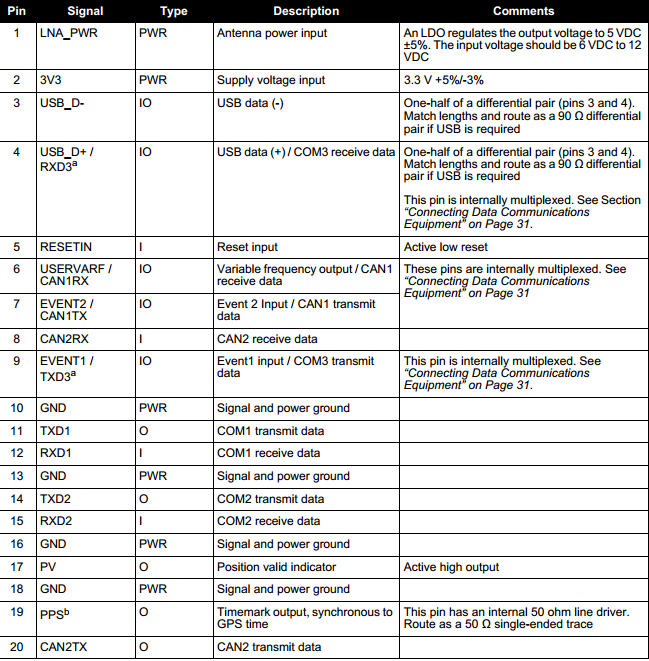 Pin Signal Type Description Comments
1 LNA_PWR PWR Antenna power input An LDO regulates the output voltage to 5 VDC
±5%. The input voltage should be 6 VDC to 12
VDC
2 3V3 PWR Supply voltage input 3.3 V +5%/-3%
3 USB_D- IO USB data (-) One-half of a differential pair (pins 3 and 4).
Match lengths and route as a 90 Ω differential
pair if USB is required
4 USB_D+ / IO USB data (+) / COM3 receive data One-half of a differential pair (pins 3 and 4).
RXD3a Match lengths and route as a 90 Ω differential
pair if USB is required
This pin is internally multiplexed. See Section
“Connecting Data Communications
Equipment” on Page 31.
5 RESETIN I Reset input Active low reset
6 USERVARF / IO Variable frequency output / CAN1 These pins are internally multiplexed. See
CAN1RX receive data “Connecting Data Communications
Equipment” on Page 31
7 EVENT2 / IO Event 2 Input / CAN1 transmit
CAN1TX data
8 CAN2RX I CAN2 receive data
9 EVENT1 / IO Event1 input / COM3 transmit This pin is internally multiplexed. See
TXD3a data “Connecting Data Communications
Equipment” on Page 31.
10 GND PWR Signal and power ground
11 TXD1 O COM1 transmit data
12 RXD1 I COM1 receive data
13 GND PWR Signal and power ground
14 TXD2 O COM2 transmit data
15 RXD2 I COM2 receive data
16 GND PWR Signal and power ground
17 PV O Position valid indicator Active high output
18 GND PWR Signal and power ground
19 PPSb O Timemark output, synchronous to This pin has an internal 50 ohm line driver.
GPS time Route as a 50 Ω single-ended trace
20 CAN2TX O CAN2 transmit data